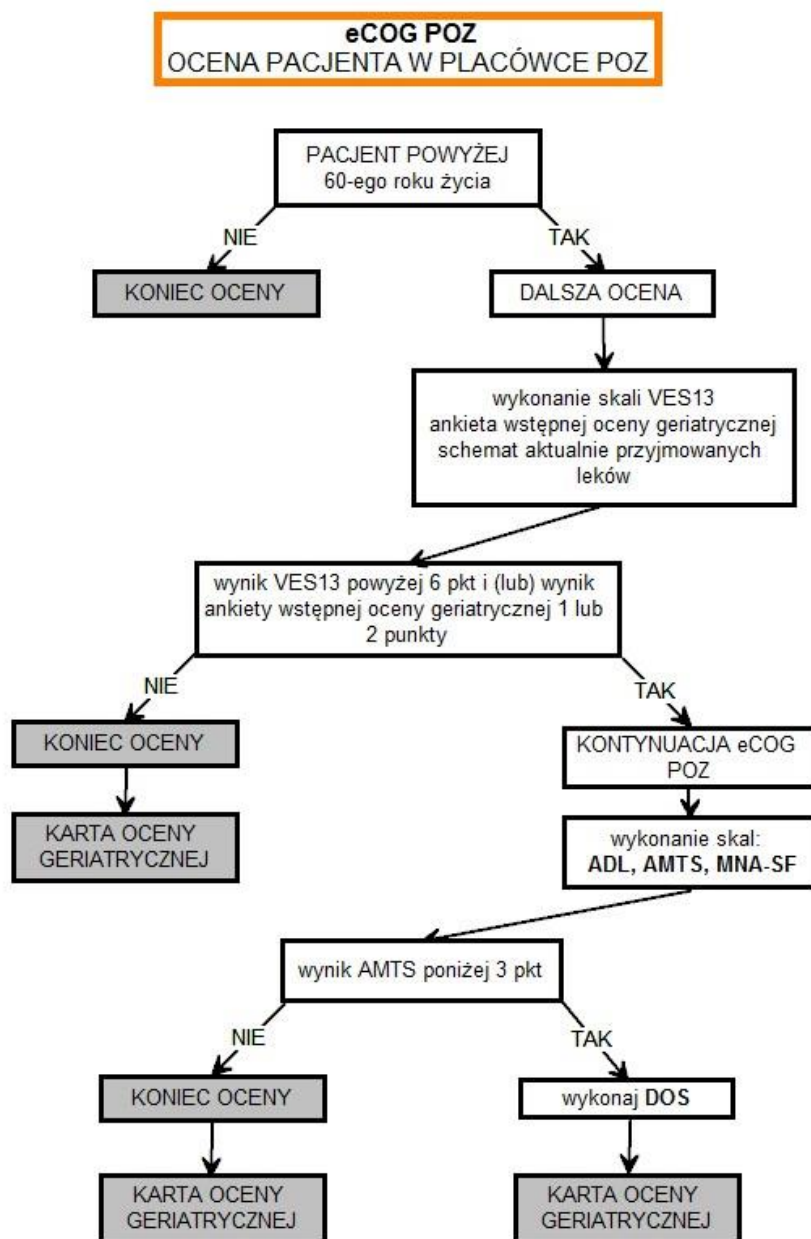 eCOG POZ
OCENA PACJENTA W PLACÓWCE POZ
PACJENT POWYŻEJ
60-ego roku życia
NIE
TAK
KONIEC OCENY
DALSZA OCENA
wykonanie skali VES13
ankieta wstępnej oceny geriatrycznej
schemat aktualnie przyjmowanych
leków
wynik VES13 powyżej 6 pkt i (lub) wynik
ankiety wstępnej oceny geriatrycznej 1 lub
2 punkty
NIE
TAK
KONIEC OCENY
KONTYNUACJA eCOG
POZ
KARTA OCENY
GERIATRYCZNEJ
wykonanie skal:
ADL, AMTS, MNA-SF
wynik AMTS poniżej 3 pkt
NIE
TAK
KONIEC OCENY
wykonaj DOS
KARTA OCENY
GERIATRYCZNEJ
KARTA OCENY
GERIATRYCZNEJ